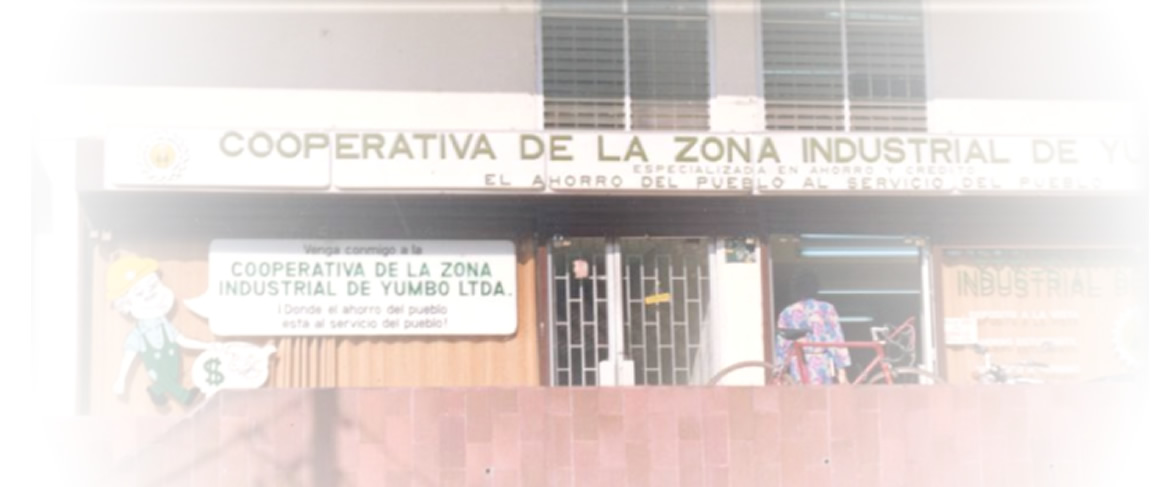 COOPERATIVA DE LA ZONA INDUSTRIAL DE YU
ESPECIALIZADA EN AHORRO Y CREDITO
EL AHORRO DEL PUEBLO AL SERVICIO DEL PUEBLO
Venga conmigo a la
COOPERATIVA DE LA ZONA
INDUSTRIAL DE YUMBO LTDA.
¡Donde el ahorro del pueblo
esta al servicio del pueblo!
$
INDUSTRIAL